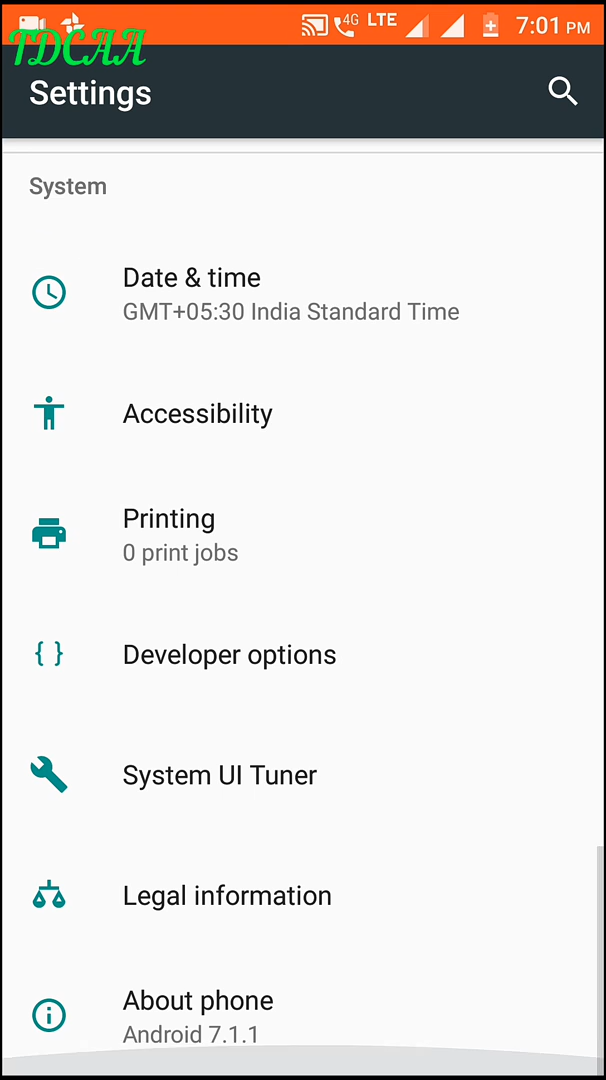 4G LTE 7:01 PM
TDCAA
Settings
System
Date & time
GMT+05:30 India Standard Time
Accessibility
Printing
0 print jobs
{ } Developer options
System UI Tuner
Legal information
About phone
Android 7.1.1